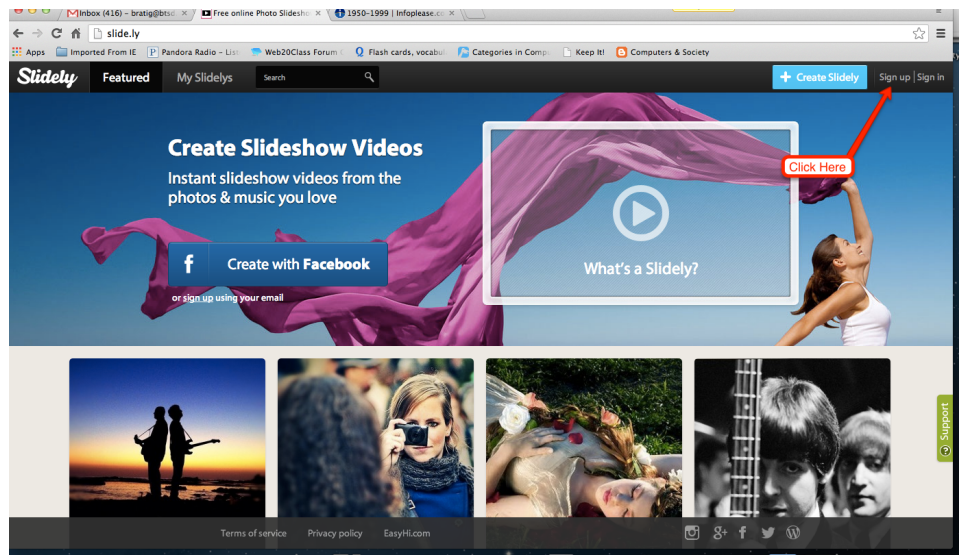 Inbox (416) – bratig@btsd
Free online Photo Slidesho
1950–1999 | Infoplease.co
slide.ly
Apps Imported From IE Pandora Radio – List Web20Class Forum Flash cards, vocabul Categories in Compu Keep It! Computers & Society
Slidely Featured My Slidelys Search + Create Slidely Sign up | Sign in
Click Here
Create Slideshow Videos
Instant slideshow videos from the
photos & music you love
f Create with Facebook
or sign up using your email
What's a Slidely?
Support
Terms of service Privacy policy EasyHi.com